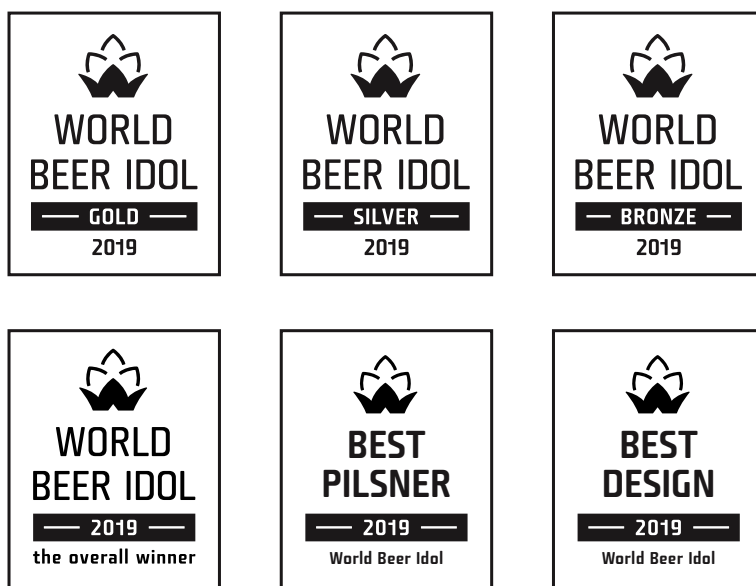 WORLD
BEER IDOL
GOLD
2019
WORLD
BEER IDOL
SILVER
2019
WORLD
BEER IDOL
BRONZE
2019
WORLD
BEER IDOL
2019
the overall winner
BEST
PILSNER
2019
World Beer Idol
BEST
DESIGN
2019
World Beer Idol